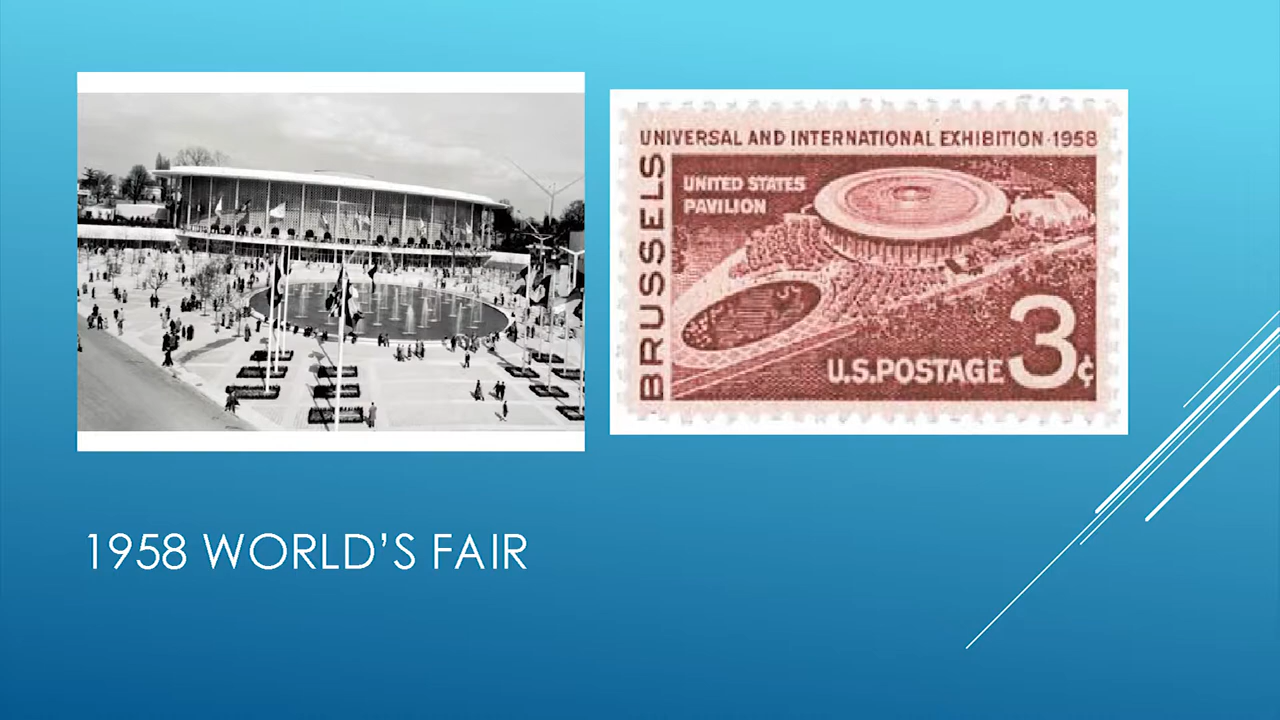 UNIVERSAL AND INTERNATIONAL EXHIBITION·1958
BRUSSELS
UNITED STATES
PAVILION
U.S.POSTAGE 3¢
1958 WORLD'S FAIR